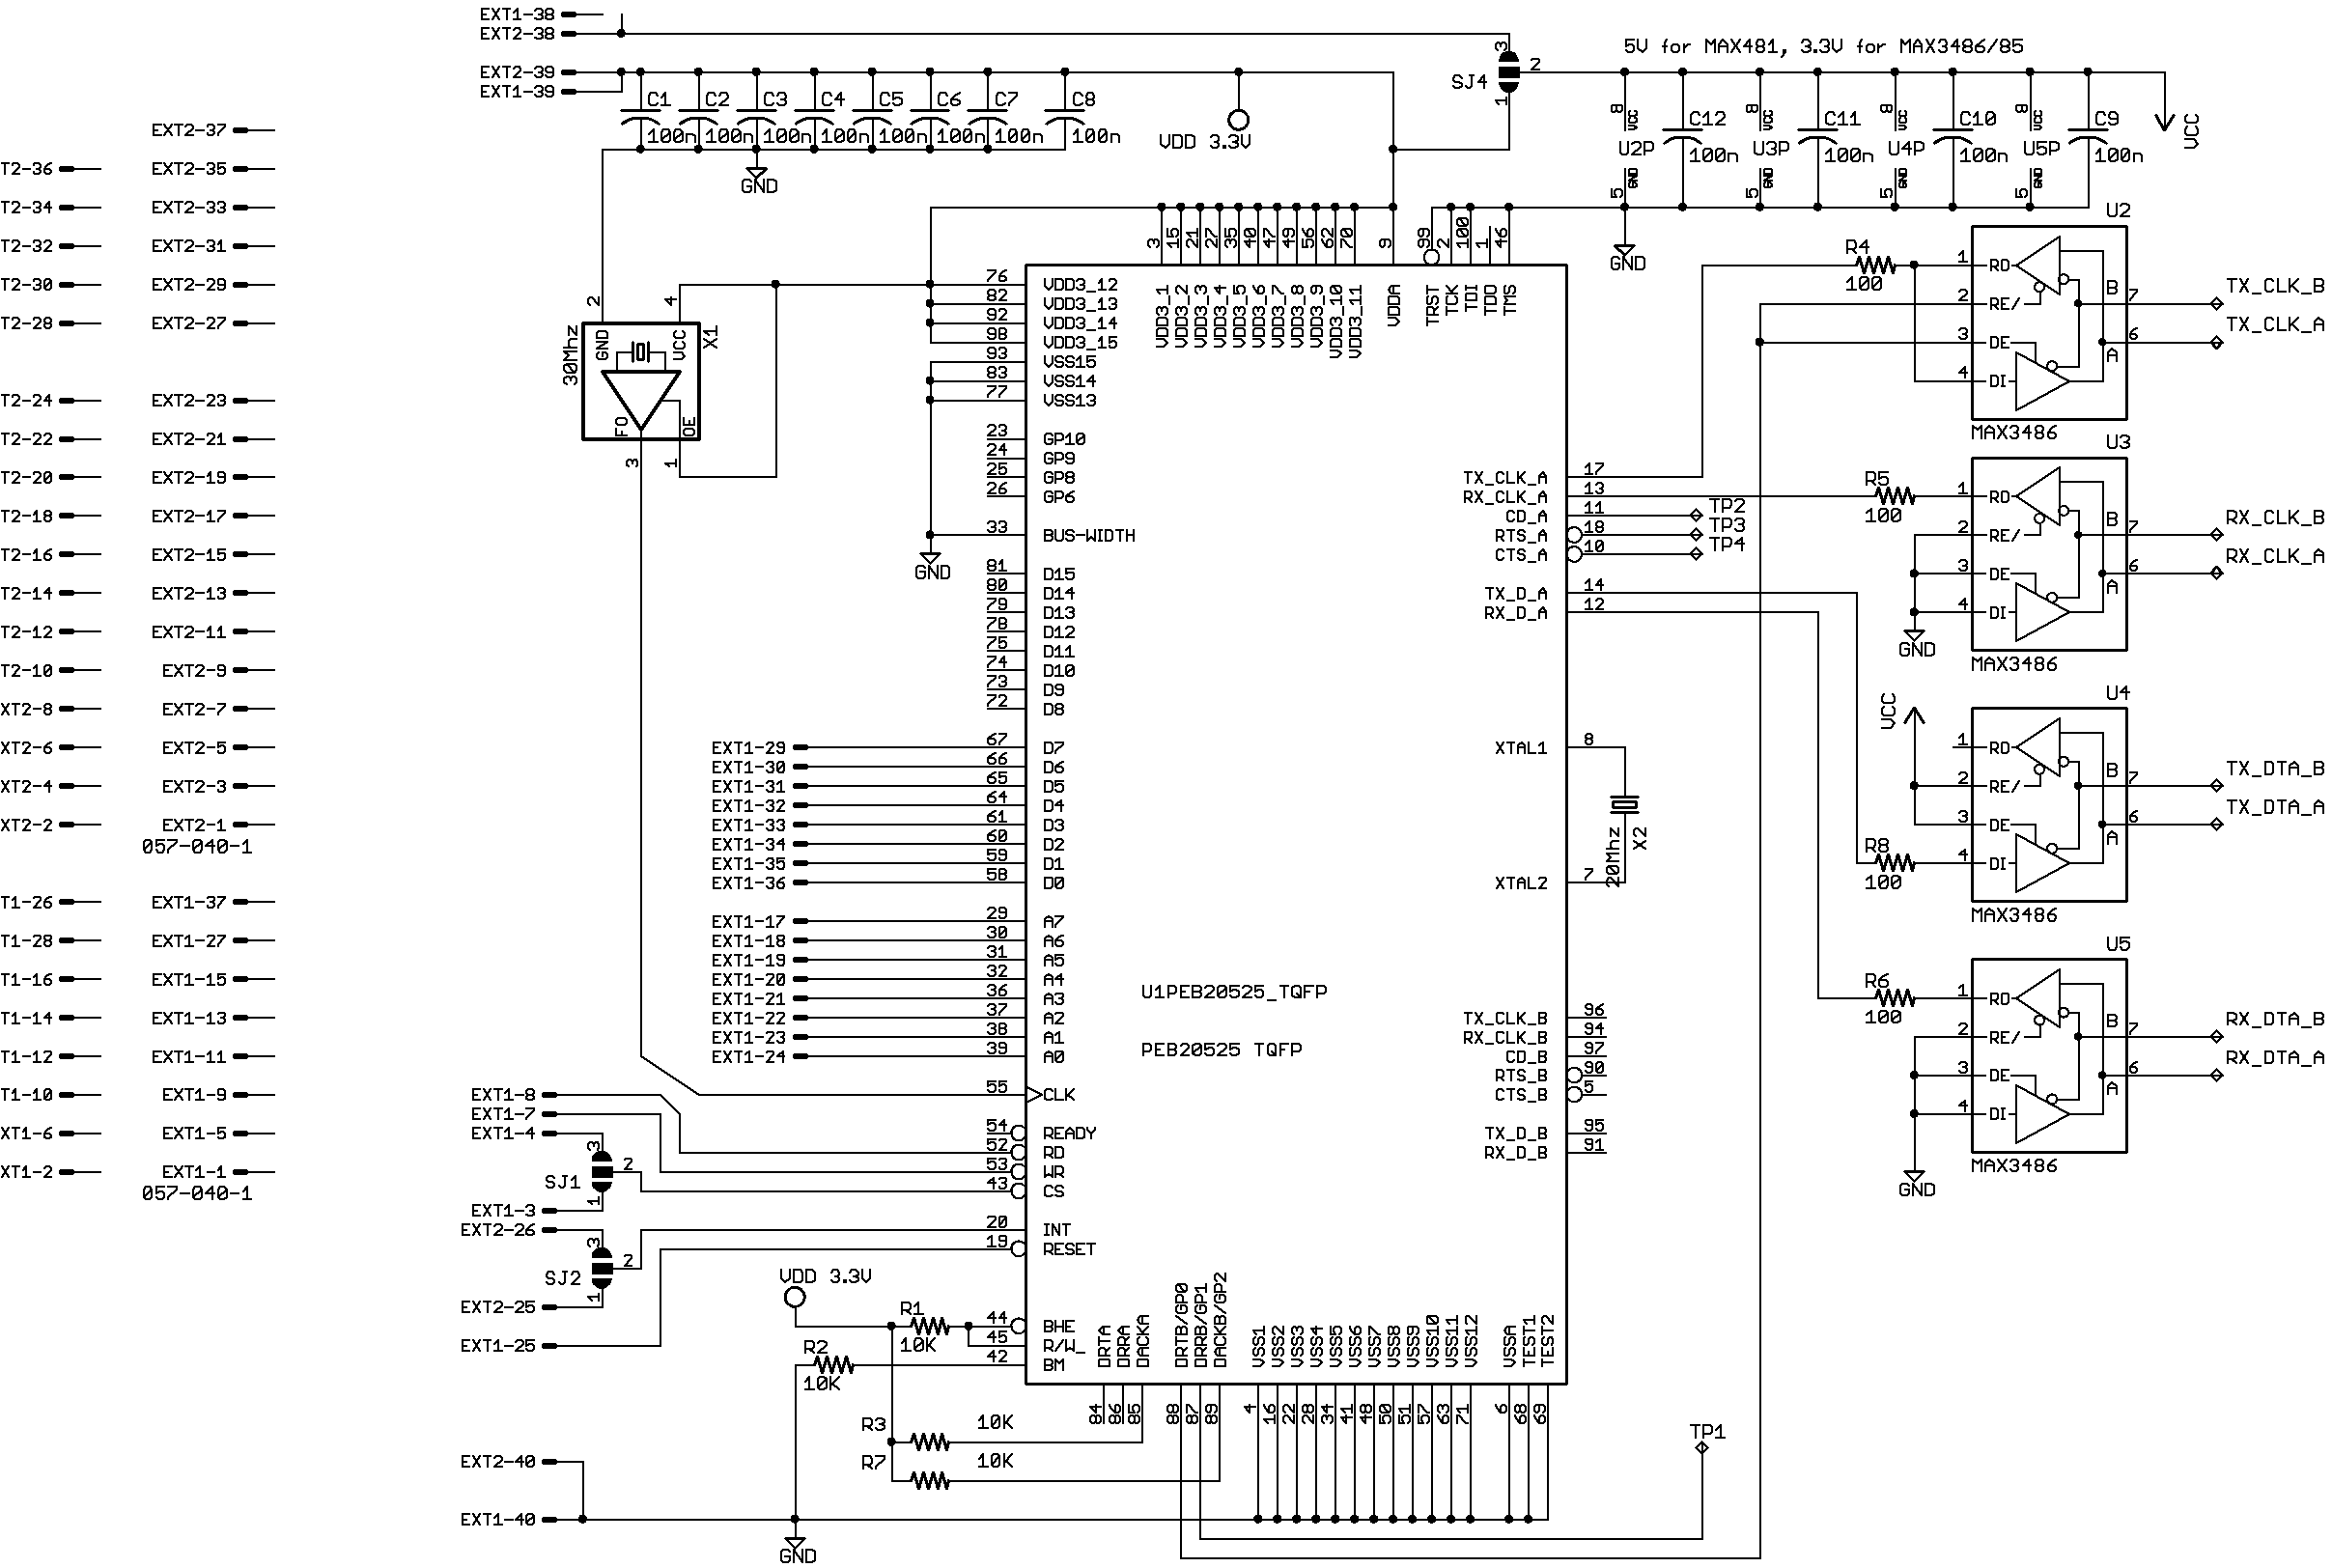 EXT1-38
EXT2-38
EXT2-39
EXT1-39
C1
100n
C2
100n
C3
100n
C4
100n
C5
100n
C6
100n
C7
100n
C8
100n
GND
VDD 3.3V
3
SJ4
2
1
5V for MAX481, 3.3V for MAX3486/85
8
VCC
U2P
5
GND
C12
100n
8
VCC
U3P
5
GND
C11
100n
8
VCC
U4P
5
GND
C10
100n
8
VCC
U5P
5
GND
C9
100n
VCC
GND
EXT2-37
T2-36
EXT2-35
T2-34
EXT2-33
T2-32
EXT2-31
T2-30
EXT2-29
T2-28
EXT2-27
T2-24
EXT2-23
T2-22
EXT2-21
T2-20
EXT2-19
T2-18
EXT2-17
T2-16
EXT2-15
T2-14
EXT2-13
T2-12
EXT2-11
T2-10
EXT2-9
XT2-8
EXT2-7
XT2-6
EXT2-5
XT2-4
EXT2-3
XT2-2
EXT2-1
057-040-1
T1-26
EXT1-37
T1-28
EXT1-27
T1-16
EXT1-15
T1-14
EXT1-13
T1-12
EXT1-11
T1-10
EXT1-9
XT1-6
EXT1-5
XT1-2
EXT1-1
057-040-1
2
4
30Mhz
GND
VCC
X1
FO
OE
3
1
3 VDD3_1
15 VDD3_2
21 VDD3_3
27 VDD3_4
35 VDD3_5
40 VDD3_6
47 VDD3_7
49 VDD3_8
56 VDD3_9
62 VDD3_10
70 VDD3_11
9 VDDA
99 TRST
2 TCK
100 TDI
1 TDO
46 TMS
76 VDD3_12
82 VDD3_13
92 VDD3_14
98 VDD3_15
93 VSS15
83 VSS14
77 VSS13
23 GP10
24 GP9
25 GP8
26 GP6
33 BUS-WIDTH
GND
81 D15
80 D14
79 D13
78 D12
75 D11
74 D10
73 D9
72 D8
EXT1-29 67 D7
EXT1-30 66 D6
EXT1-31 65 D5
EXT1-32 64 D4
EXT1-33 61 D3
EXT1-34 60 D2
EXT1-35 59 D1
EXT1-36 58 D0
EXT1-17 29 A7
EXT1-18 30 A6
EXT1-19 31 A5
EXT1-20 32 A4
EXT1-21 36 A3
EXT1-22 37 A2
EXT1-23 38 A1
EXT1-24 39 A0
55 CLK
EXT1-8
EXT1-7
EXT1-4
54 READY
52 RD
53 WR
43 CS
3
SJ1
2
1
EXT1-3
EXT2-26
20 INT
19 RESET
3
SJ2
2
1
EXT2-25
EXT1-25
VDD 3.3V
R1
10K
R2
10K
44 BHE
45 R/W_
42 BM
R3
10K
R7
10K
EXT2-40
EXT1-40
GND
U1PEB20525_TQFP
PEB20525 TQFP
TX_CLK_A 17
RX_CLK_A 13
CD_A 11 TP2
RTS_A 18 TP3
CTS_A 10 TP4
TX_D_A 14
RX_D_A 12
XTAL1 8
20Mhz
X2
XTAL2 7
TX_CLK_B 96
RX_CLK_B 94
CD_B 97
RTS_B 90
CTS_B 5
TX_D_B 95
RX_D_B 91
DRTA 84
DRRA 86
DACKA 85
DRTB/GP0 88
DRRB/GP1 87
DACKB/GP2 89
VSS1 4
VSS2 16
VSS3 22
VSS4 28
VSS5 34
VSS6 41
VSS7 48
VSS8 50
VSS9 51
VSS10 57
VSS11 63
VSS12 71
VSSA 6
TEST1 68
TEST2 69
TP1
U2
R4
100
1 RO
2 RE/
3 DE
4 DI
B 7 TX_CLK_B
A 6 TX_CLK_A
MAX3486
U3
R5
100
1 RO
2 RE/
3 DE
4 DI
B 7 RX_CLK_B
A 6 RX_CLK_A
GND
MAX3486
U4
VCC
1 RO
2 RE/
3 DE
4 DI
R8
100
B 7 TX_DTA_B
A 6 TX_DTA_A
MAX3486
U5
R6
100
1 RO
2 RE/
3 DE
4 DI
B 7 RX_DTA_B
A 6 RX_DTA_A
MAX3486
GND